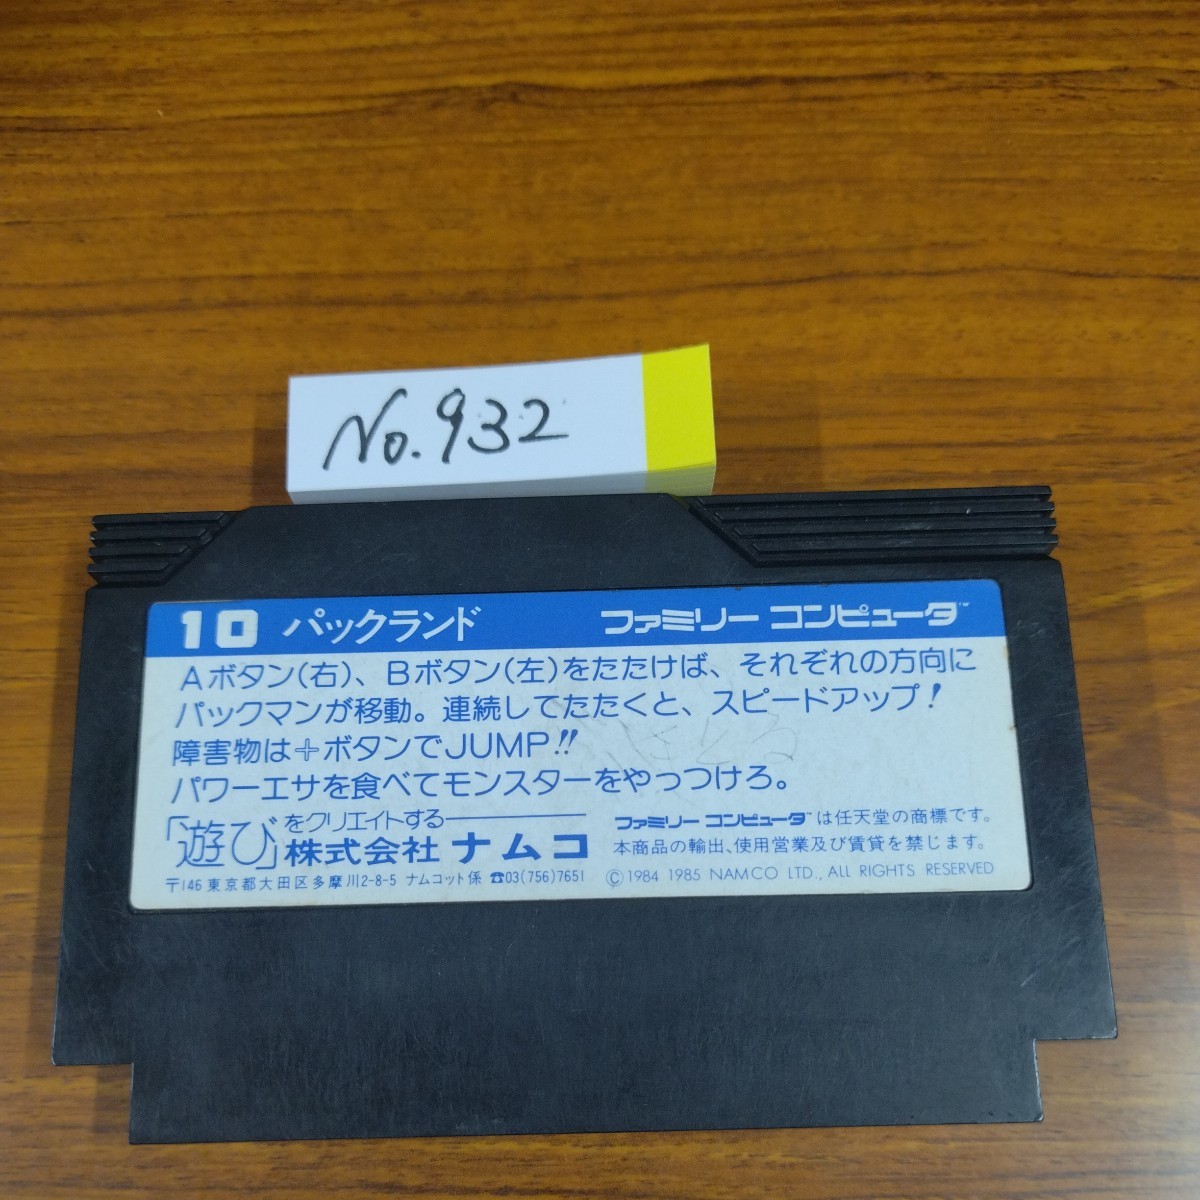 No.932
10 パックランド ファミリー コンピュータ™
Aボタン(右)、Bボタン(左)をたたけば、それぞれの方向に
パックマンが移動。連続してたたくと、スピードアップ!
障害物は+ボタンでJUMP!!
パワーエサを食べてモンスターをやっつけろ。
「遊び」をクリエイトする
株式会社 ナムコ
〒146 東京都大田区多摩川2-8-5 ナムコット係 ☎03(756)7651
ファミリー コンピュータ™は任天堂の商標です。
本商品の輸出、使用営業及び賃貸を禁じます。
©1984 1985 NAMCO LTD., ALL RIGHTS RESERVED